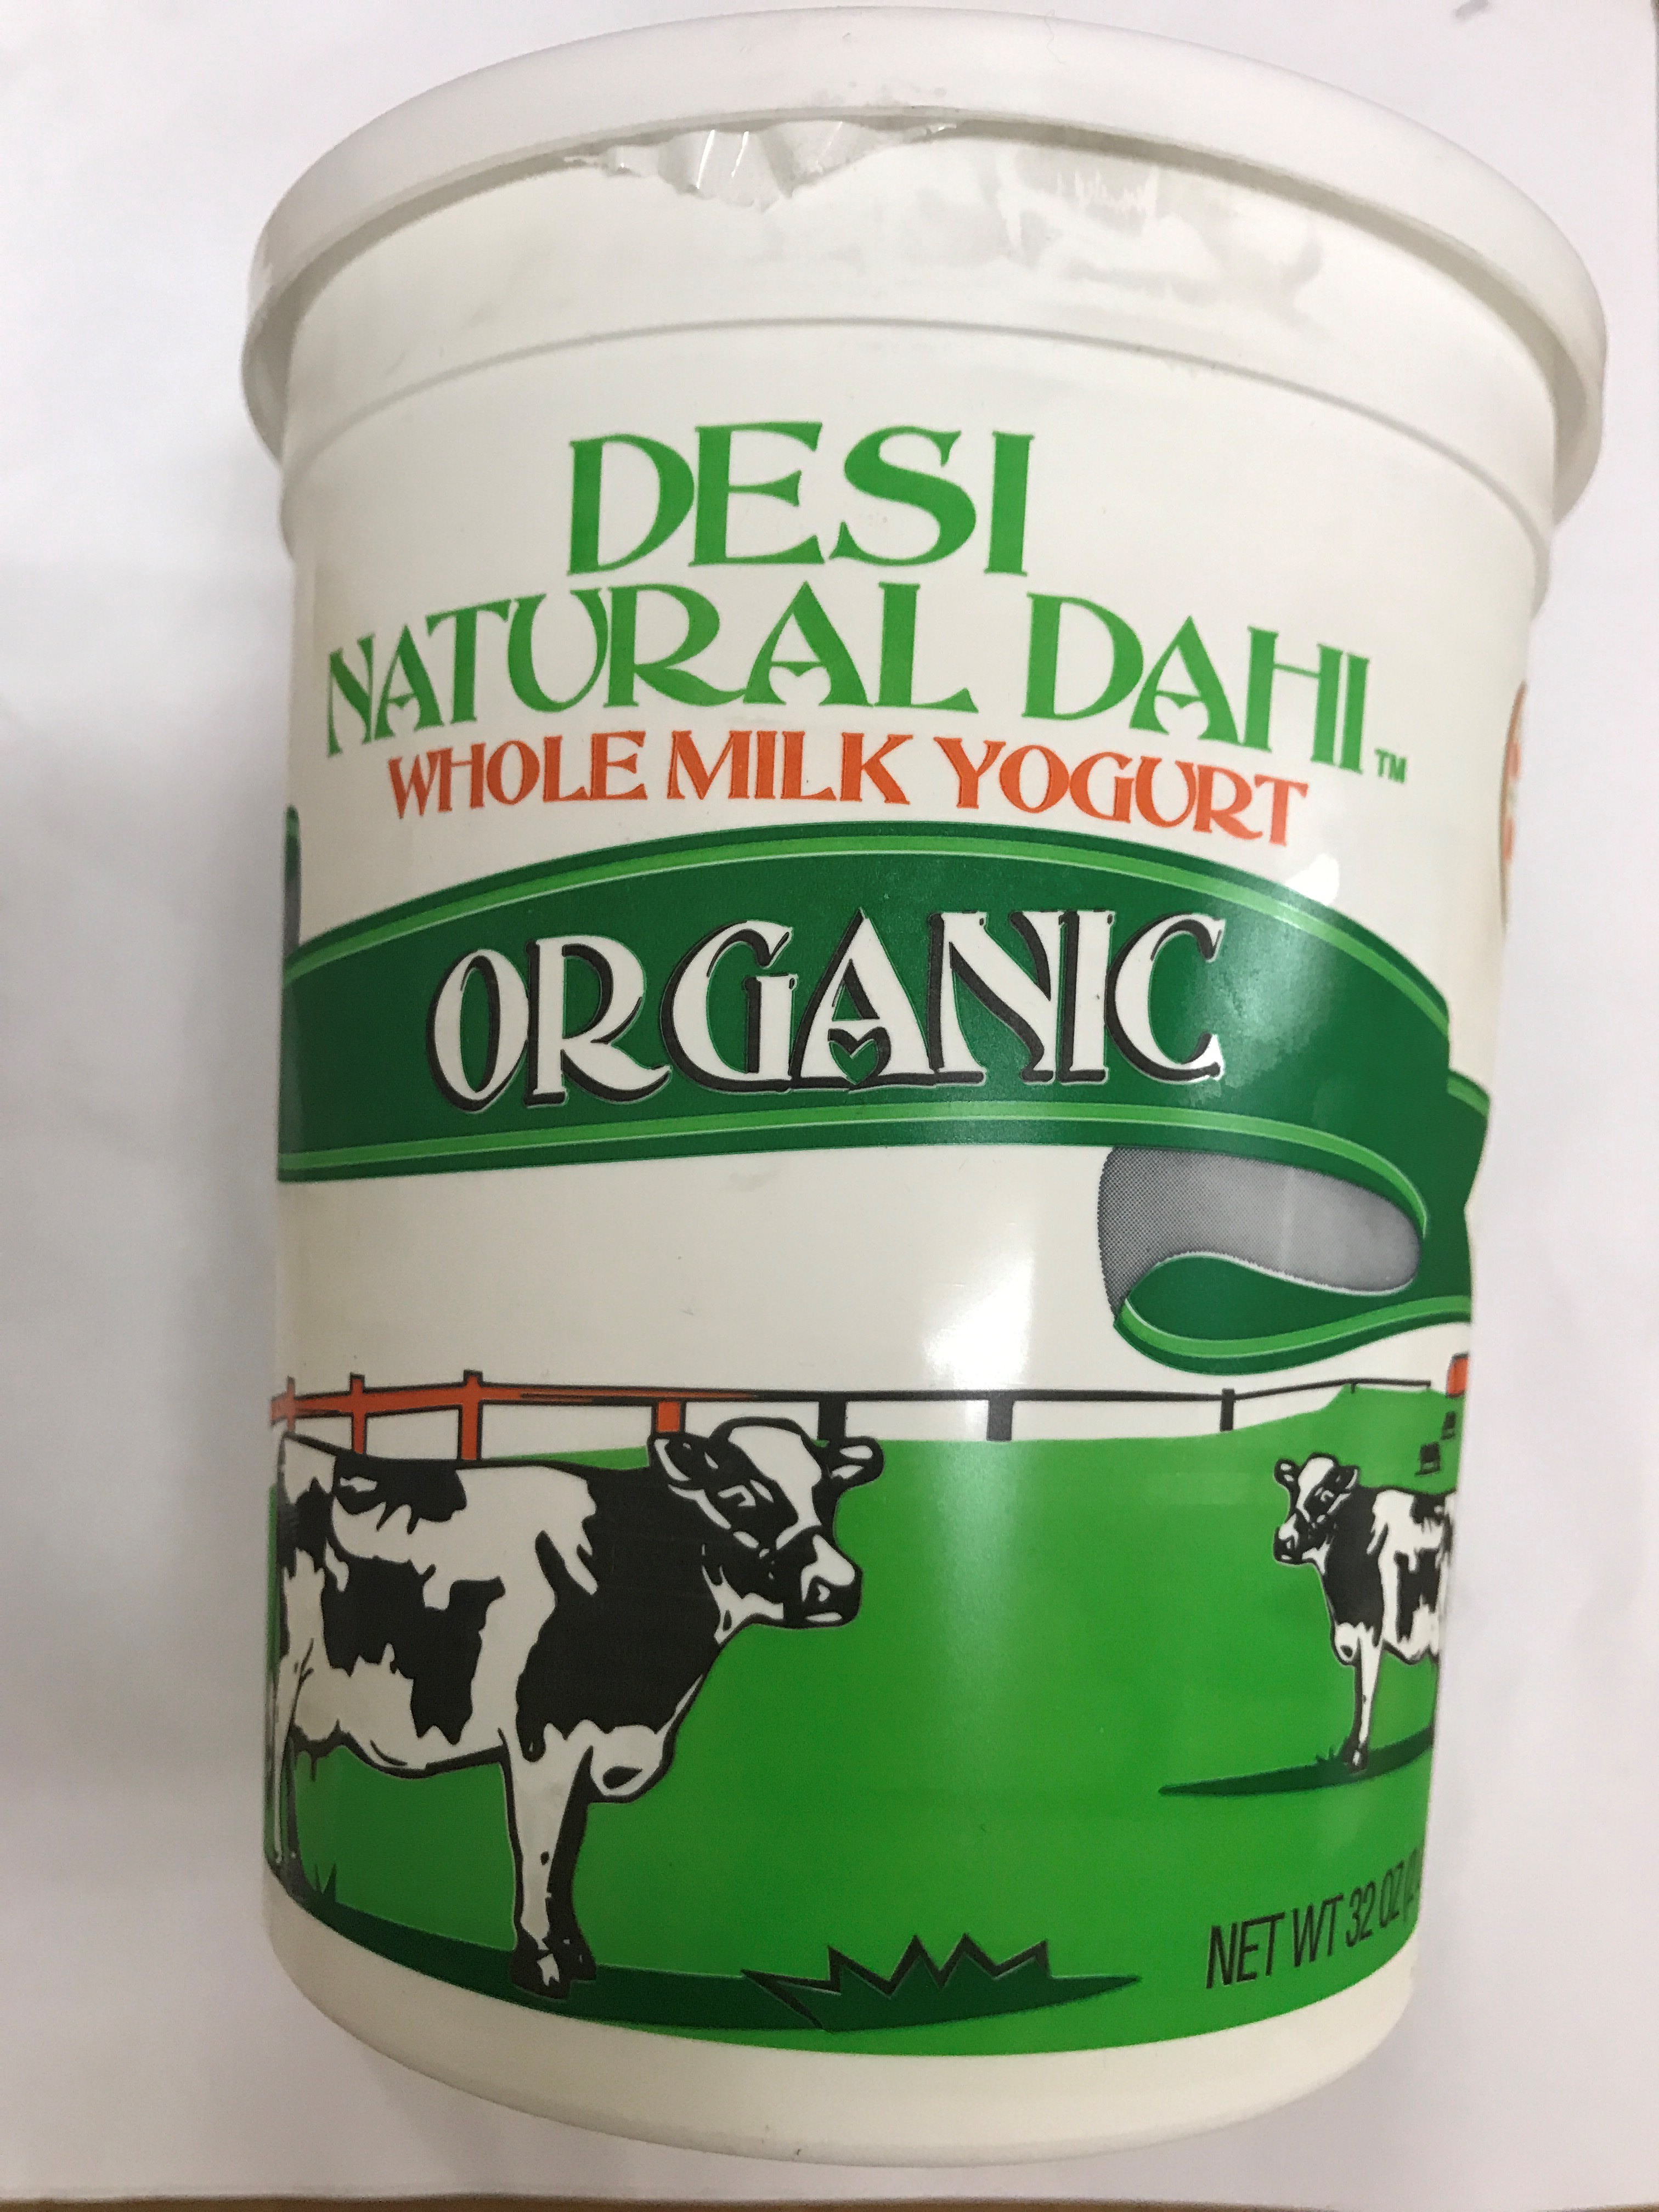 DESI
NATURAL DAHI™
WHOLE MILK YOGURT
ORGANIC
NET WT 32 OZ